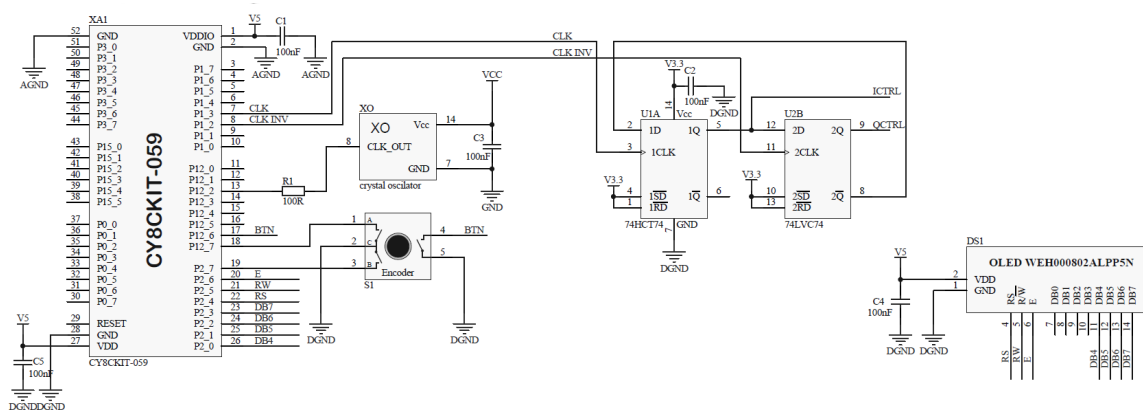 XA1
52 GND VDDIO 1 V5 C1 100nF
51 P3_0 GND 2 AGND AGND
50 P3_1
49 P3_2 P1_7 3
48 P3_3 P1_6 4
47 P3_4 P1_5 5
46 P3_5 P1_4 6
45 P3_6 P1_3 7 CLK
44 P3_7 P1_2 8 CLK INV
P1_1 9
43 P15_0 P1_0 10
42 P15_1
41 P15_2 P12_0 11
40 P15_3 P12_1 12
39 P15_4 P12_2 13
38 P15_5 P12_3 14
P12_4 15
37 P0_0 P12_5 16
36 P0_1 P12_6 17 BTN
35 P0_2 P12_7 18
34 P0_3
33 P0_4 P2_7 19
32 P0_5 P2_6 20 E
31 P0_6 P2_5 21 RW
30 P0_7 P2_4 22 RS
P2_3 23 DB7
29 RESET P2_2 24 DB6
28 GND P2_1 25 DB5
27 VDD P2_0 26 DB4
CY8CKIT-059
CY8CKIT-059
AGND
V5
C5
100nF
DGND DGND
R1
100R
XO
XO
8 CLK_OUT
Vcc 14
GND 7
crystal oscilator
VCC
C3
100nF
GND
1 A
2 C
3 B
4 BTN
5
Encoder
S1
DGND
DGND
CLK
CLK INV
V3.3
C2
100nF
DGND
U1A
14 Vcc
2 1D 1Q 5
3 1CLK
V3.3
4 1SD 1Q 6
1 1RD
7 GND
74HCT74
DGND
U2B
12 2D 2Q 9
11 2CLK
V3.3
10 2SD 2Q 8
13 2RD
74LVC74
ICTRL
QCTRL
DS1
OLED WEH000802ALPP5N
V5
2 VDD
1 GND
C4
100nF
DGND
DGND
RS R/W E DB0 DB1 DB2 DB3 DB4 DB5 DB6 DB7
4 5 6 7 8 9 10 11 12 13 14
RS RW E DB4 DB5 DB6 DB7